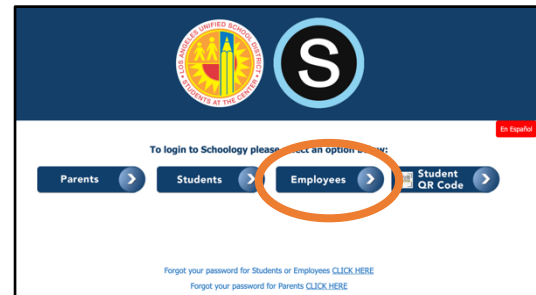 LOS ANGELES UNIFIED SCHOOL DISTRICT
STUDENTS AT THE CENTER
S
En Español
To login to Schoology please select an option below:
Parents
Students
Employees
Student
QR Code
Forgot your password for Students or Employees CLICK HERE
Forgot your password for Parents CLICK HERE